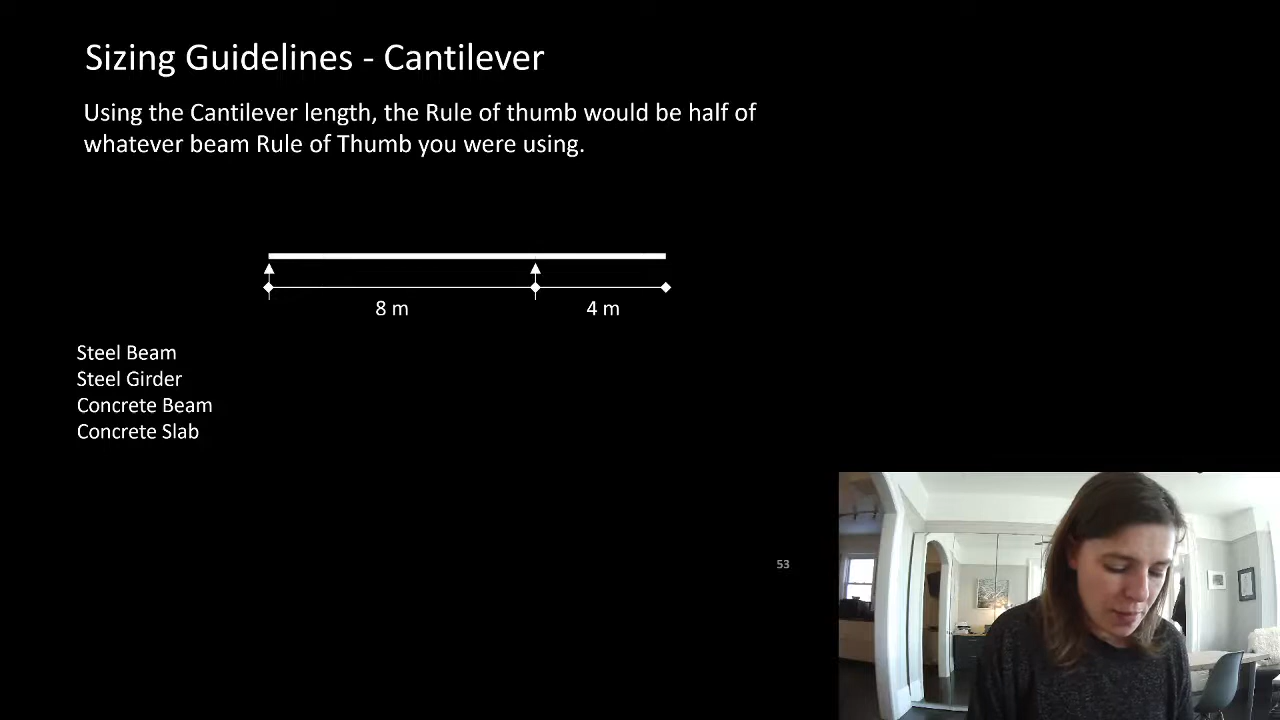 Sizing Guidelines - Cantilever
Using the Cantilever length, the Rule of thumb would be half of
whatever beam Rule of Thumb you were using.
8 m
4 m
Steel Beam
Steel Girder
Concrete Beam
Concrete Slab
53